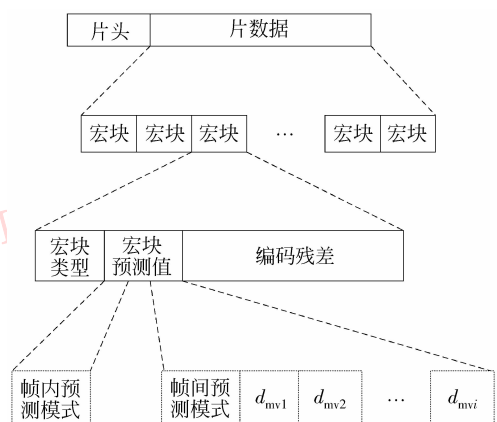 片头 片数据
宏块 宏块 宏块 … 宏块 宏块
宏块
类型
宏块
预测值
编码残差
帧内预
测模式
帧间预
测模式
dmv1 dmv2 … dmvi